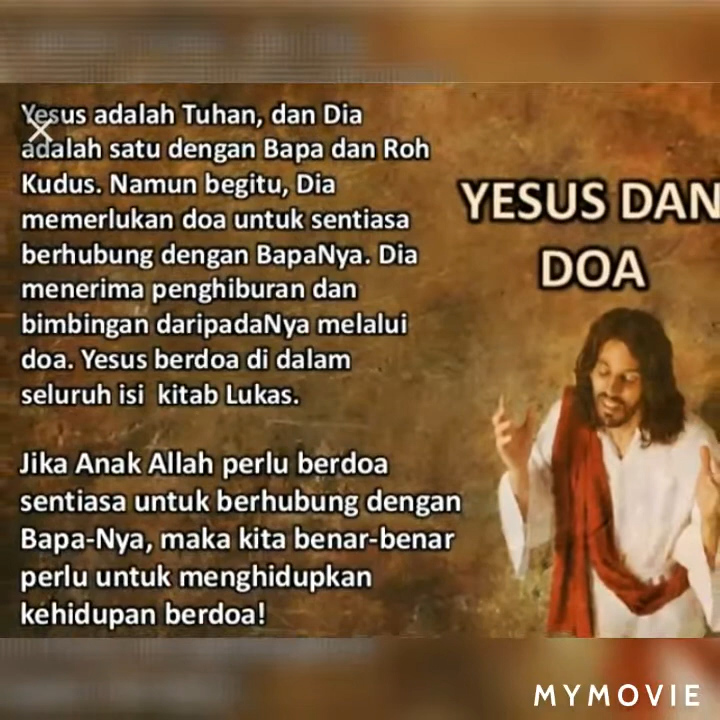 Yesus adalah Tuhan, dan Dia
adalah satu dengan Bapa dan Roh
Kudus. Namun begitu, Dia
memerlukan doa untuk sentiasa
berhubung dengan BapaNya. Dia
menerima penghiburan dan
bimbingan daripadaNya melalui
doa. Yesus berdoa di dalam
seluruh isi kitab Lukas.
Jika Anak Allah perlu berdoa
sentiasa untuk berhubung dengan
Bapa-Nya, maka kita benar-benar
perlu untuk menghidupkan
kehidupan berdoa!
YESUS DAN
DOA
MYMOVIE